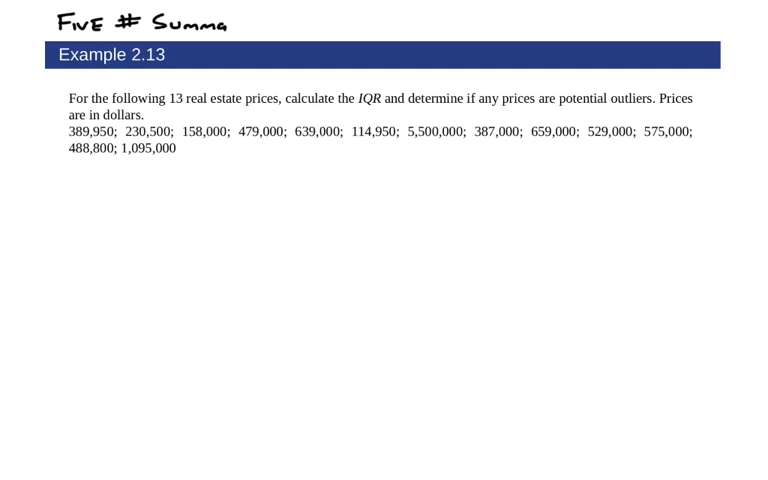 FIVE # SUMMA
Example 2.13
For the following 13 real estate prices, calculate the IQR and determine if any prices are potential outliers. Prices
are in dollars.
389,950; 230,500; 158,000; 479,000; 639,000; 114,950; 5,500,000; 387,000; 659,000; 529,000; 575,000;
488,800; 1,095,000